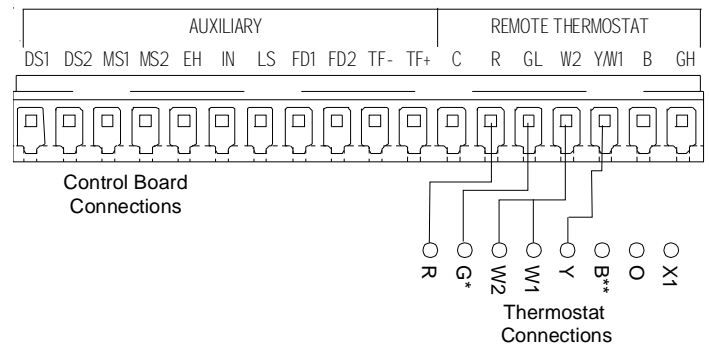 AUXILIARY REMOTE THERMOSTAT
DS1 DS2 MS1 MS2 EH IN LS FD1 FD2 TF- TF+ C R GL W2 Y/W1 B GH
Control Board
Connections
R G* W2 W1 Y B** O X1
Thermostat
Connections